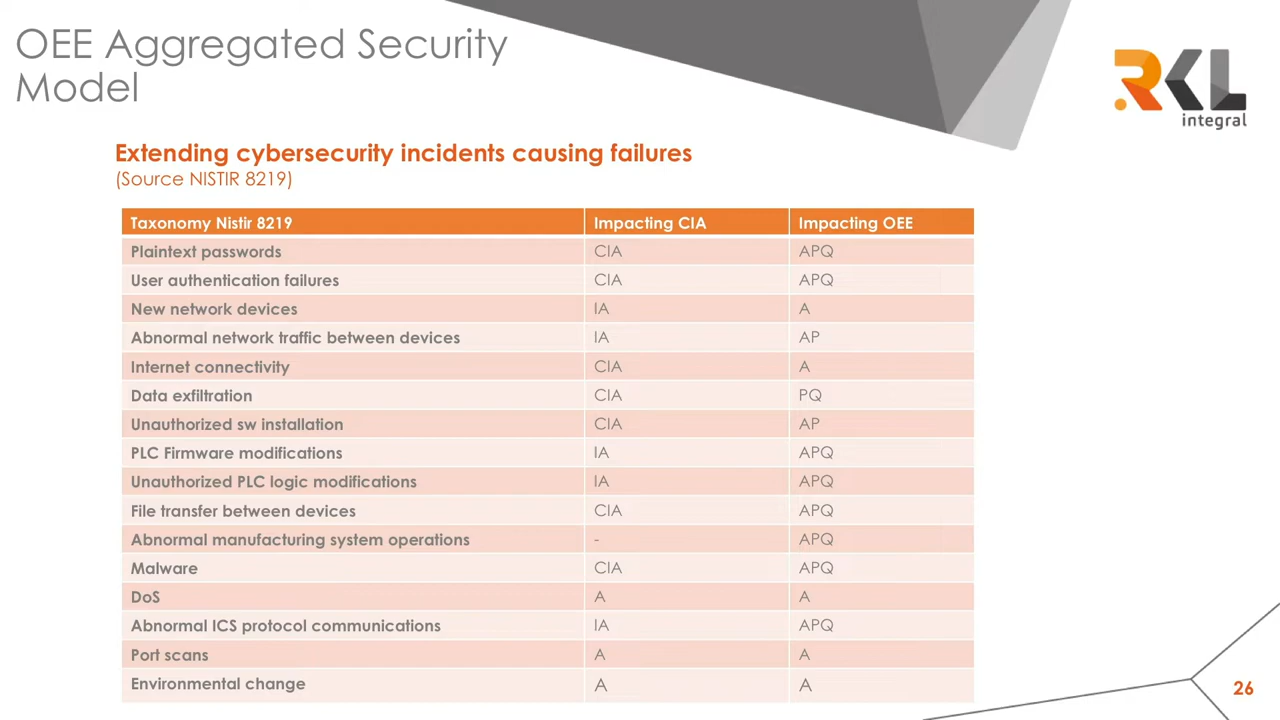 OEE Aggregated Security
Model
RKL
integral
Extending cybersecurity incidents causing failures
(Source NISTIR 8219)
Taxonomy Nistir 8219 Impacting CIA Impacting OEE
Plaintext passwords CIA APQ
User authentication failures CIA APQ
New network devices IA A
Abnormal network traffic between devices IA AP
Internet connectivity CIA A
Data exfiltration CIA PQ
Unauthorized sw installation CIA AP
PLC Firmware modifications IA APQ
Unauthorized PLC logic modifications IA APQ
File transfer between devices CIA APQ
Abnormal manufacturing system operations - APQ
Malware CIA APQ
DoS A A
Abnormal ICS protocol communications IA APQ
Port scans A A
Environmental change A A
26